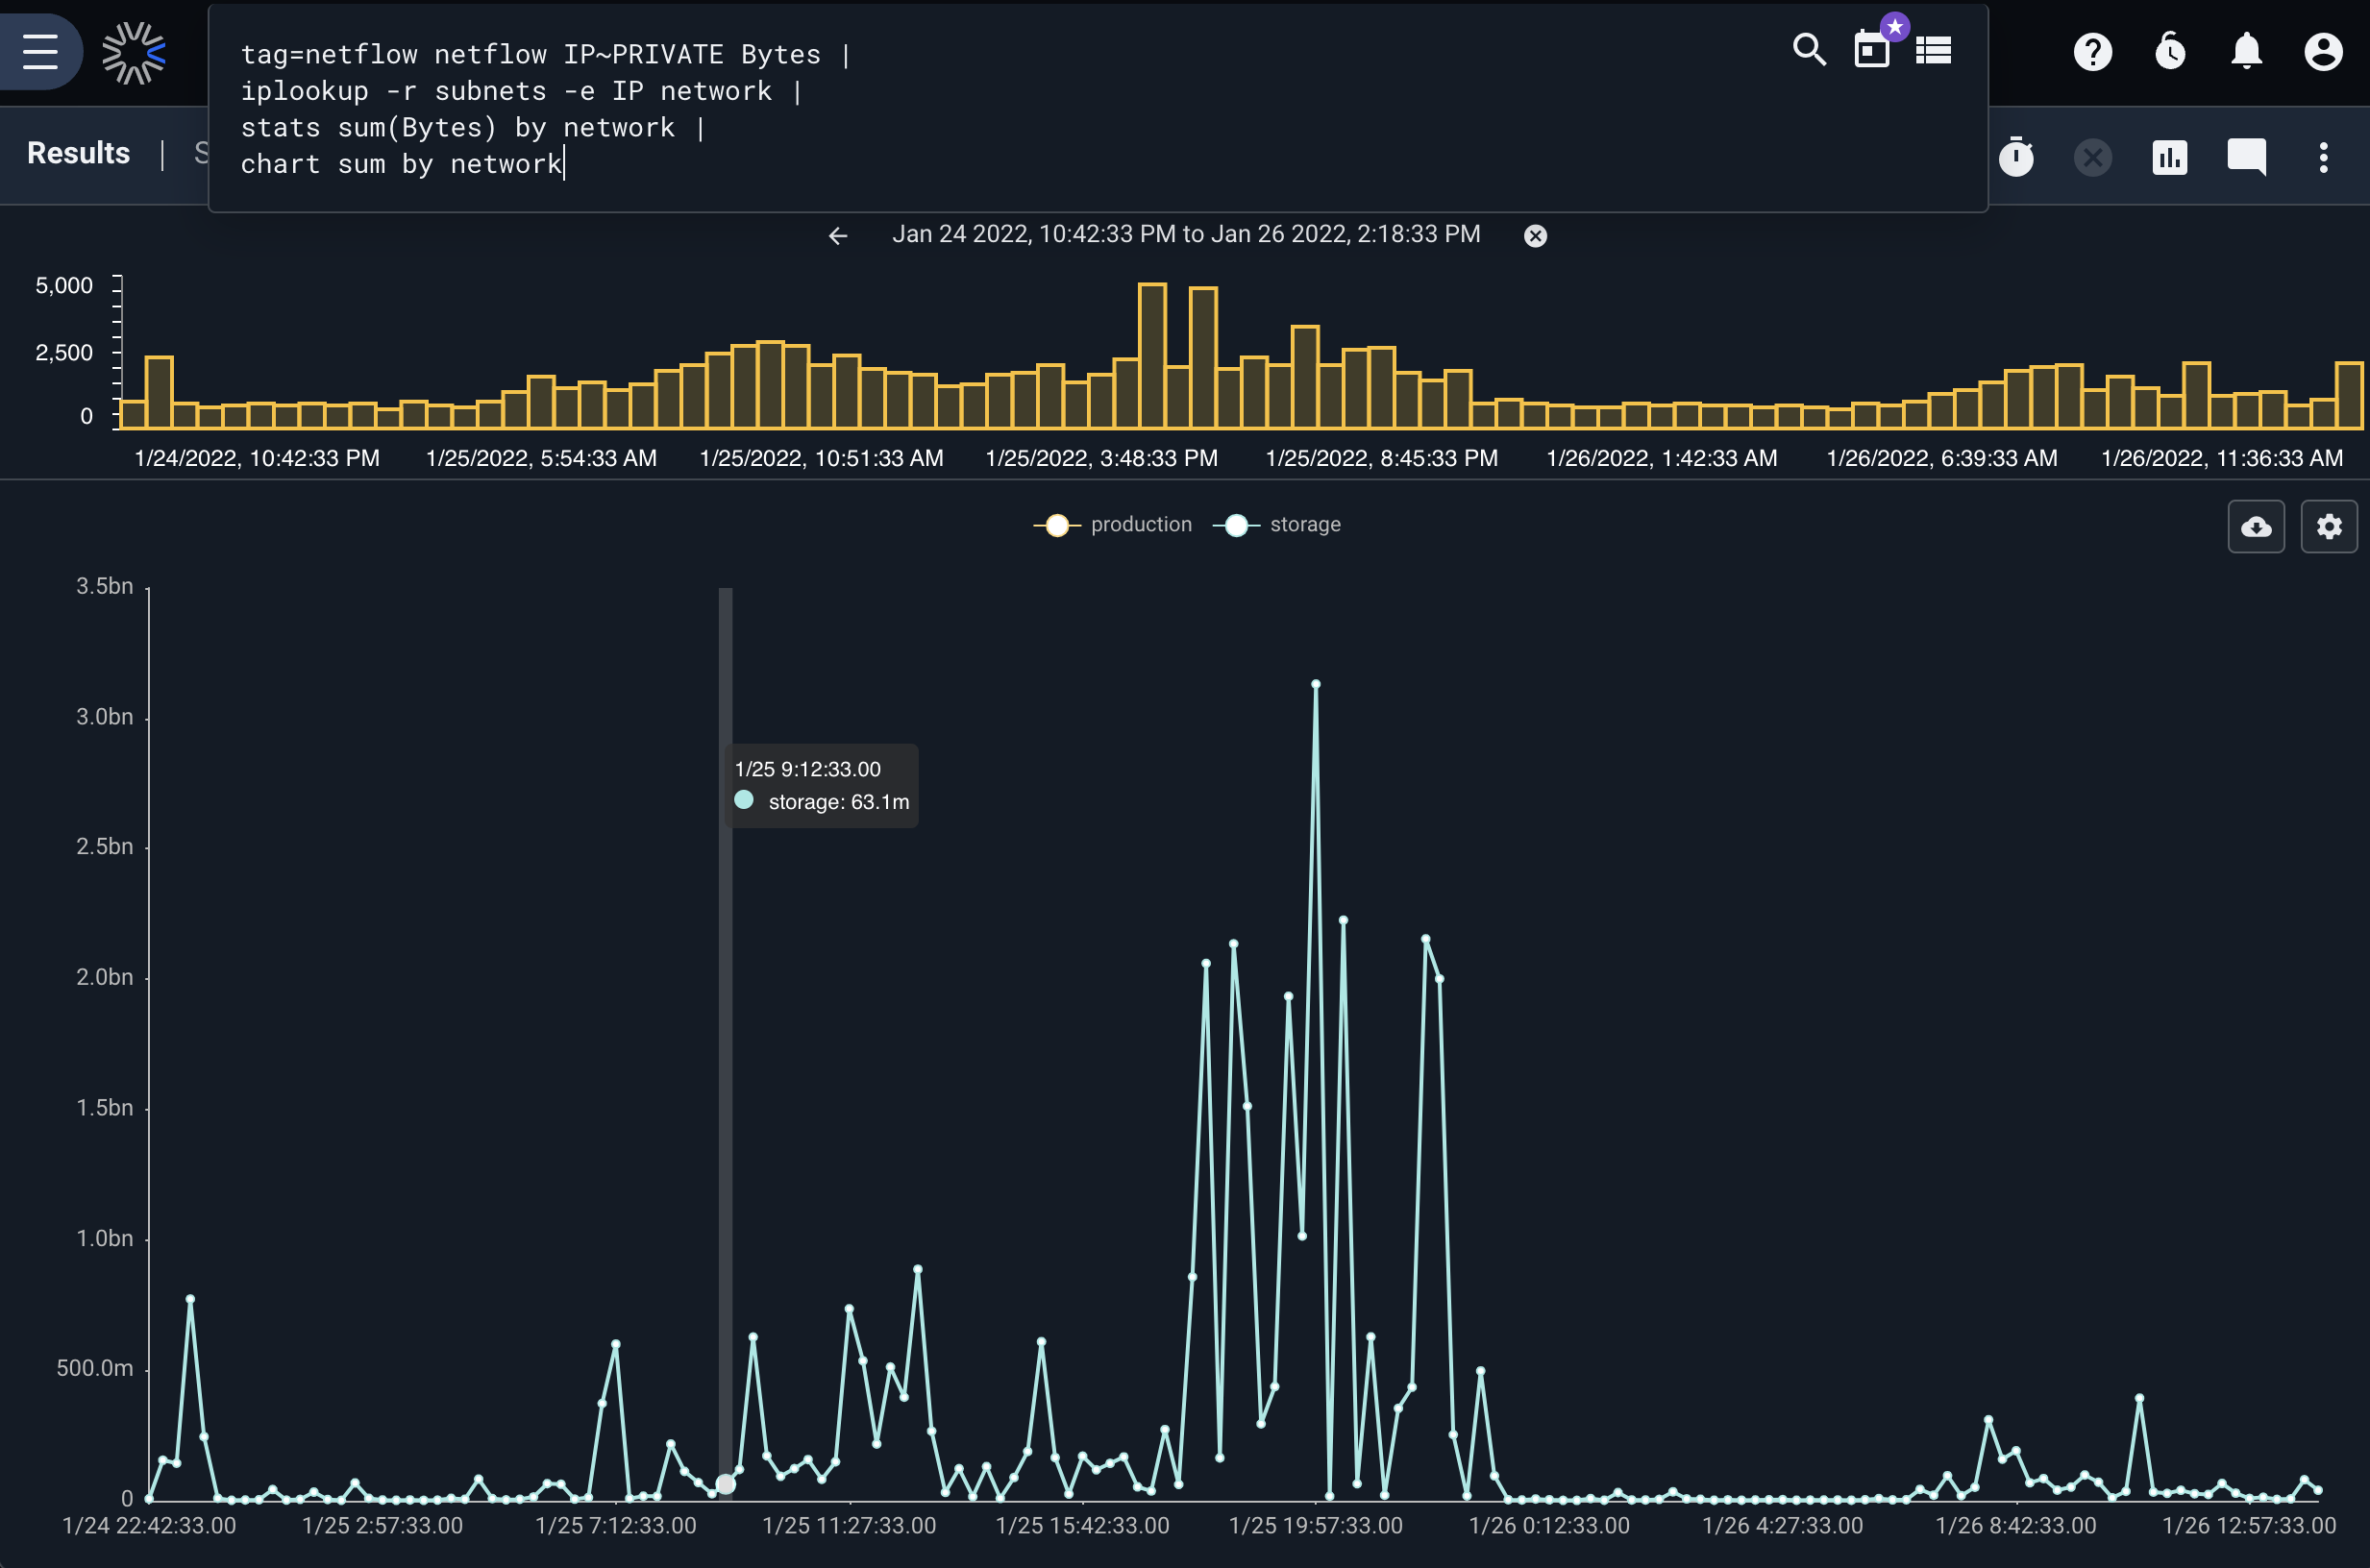 tag=netflow netflow IP~PRIVATE Bytes |
iplookup -r subnets -e IP network |
stats sum(Bytes) by network |
chart sum by network
Results | S
Jan 24 2022, 10:42:33 PM to Jan 26 2022, 2:18:33 PM
5,000
2,500
0
1/24/2022, 10:42:33 PM 1/25/2022, 5:54:33 AM 1/25/2022, 10:51:33 AM 1/25/2022, 3:48:33 PM 1/25/2022, 8:45:33 PM 1/26/2022, 1:42:33 AM 1/26/2022, 6:39:33 AM 1/26/2022, 11:36:33 AM
production storage
3.5bn
3.0bn
1/25 9:12:33.00
storage: 63.1m
2.5bn
2.0bn
1.5bn
1.0bn
500.0m
0
1/24 22:42:33.00 1/25 2:57:33.00 1/25 7:12:33.00 1/25 11:27:33.00 1/25 15:42:33.00 1/25 19:57:33.00 1/26 0:12:33.00 1/26 4:27:33.00 1/26 8:42:33.00 1/26 12:57:33.00